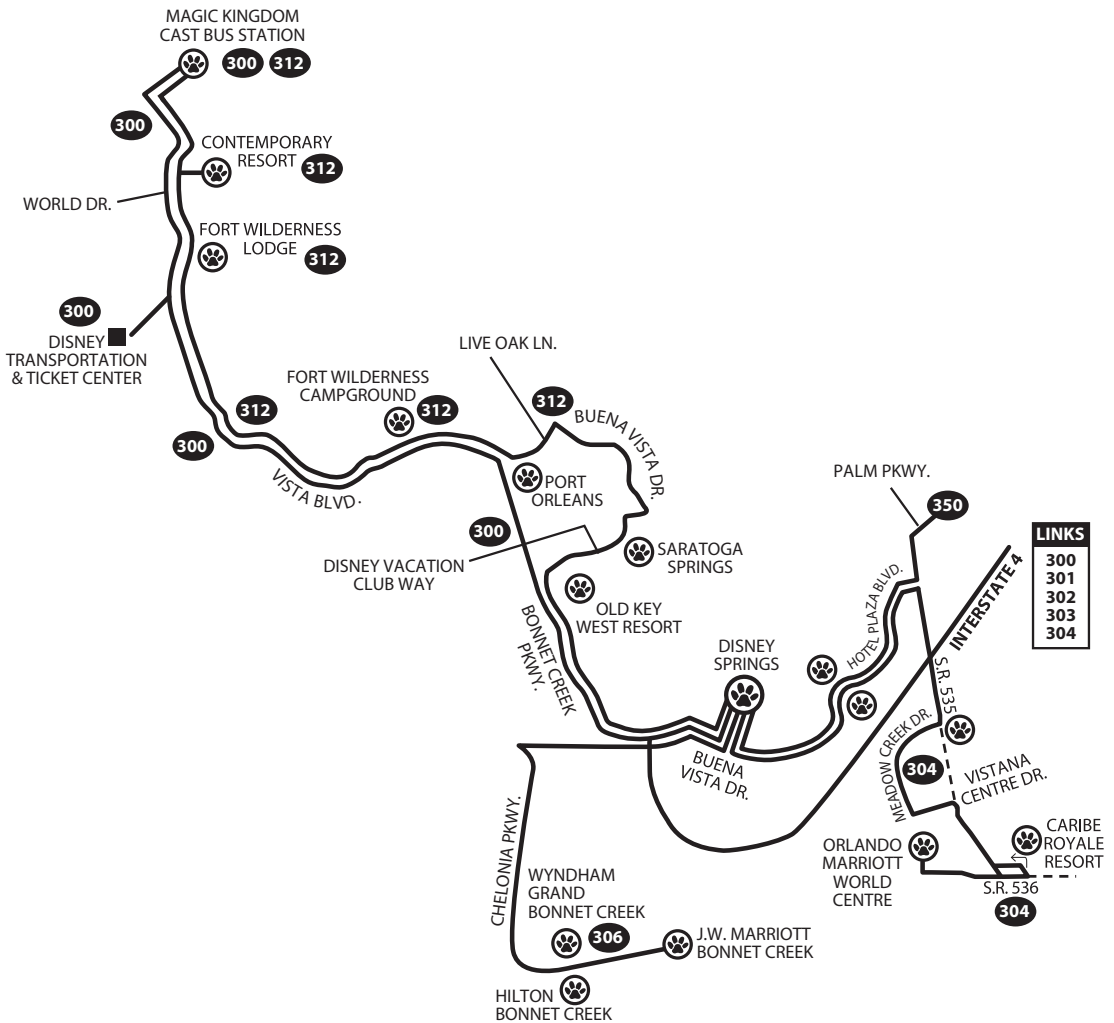 MAGIC KINGDOM
CAST BUS STATION
300
312
300
CONTEMPORARY
RESORT
312
WORLD DR.
FORT WILDERNESS
LODGE
312
300
DISNEY
TRANSPORTATION
& TICKET CENTER
LIVE OAK LN.
FORT WILDERNESS
CAMPGROUND
312
312
312
300
BUENA VISTA DR.
VISTA BLVD.
PORT
ORLEANS
PALM PKWY.
350
300
DISNEY VACATION
CLUB WAY
SARATOGA
SPRINGS
OLD KEY
WEST RESORT
BONNET CREEK
PKWY.
DISNEY
SPRINGS
HOTEL PLAZA BLVD.
INTERSTATE 4
LINKS
300
301
302
303
304
S.R. 535
BUENA
VISTA DR.
MEADOW CREEK DR.
304
VISTANA
CENTRE DR.
CHELONIA PKWY.
ORLANDO
MARRIOTT
WORLD
CENTRE
CARIBE
ROYALE
RESORT
S.R. 536
304
WYNDHAM
GRAND
BONNET CREEK
306
J.W. MARRIOTT
BONNET CREEK
HILTON
BONNET CREEK